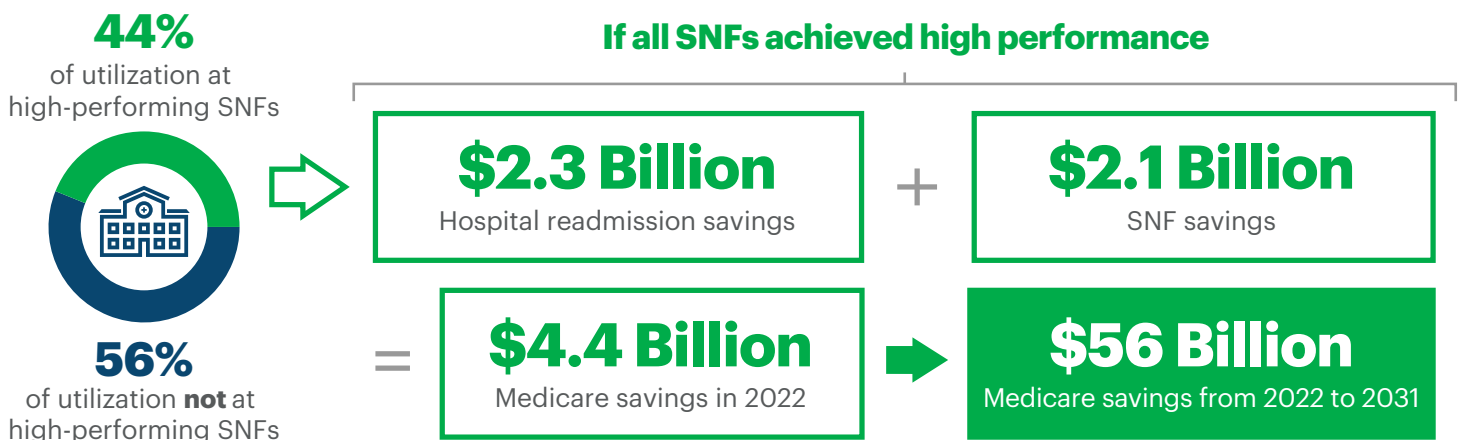 44%
of utilization at
high-performing SNFs
If all SNFs achieved high performance
$2.3 Billion
Hospital readmission savings
+
$2.1 Billion
SNF savings
56%
of utilization not at
high-performing SNFs
=
$4.4 Billion
Medicare savings in 2022
$56 Billion
Medicare savings from 2022 to 2031